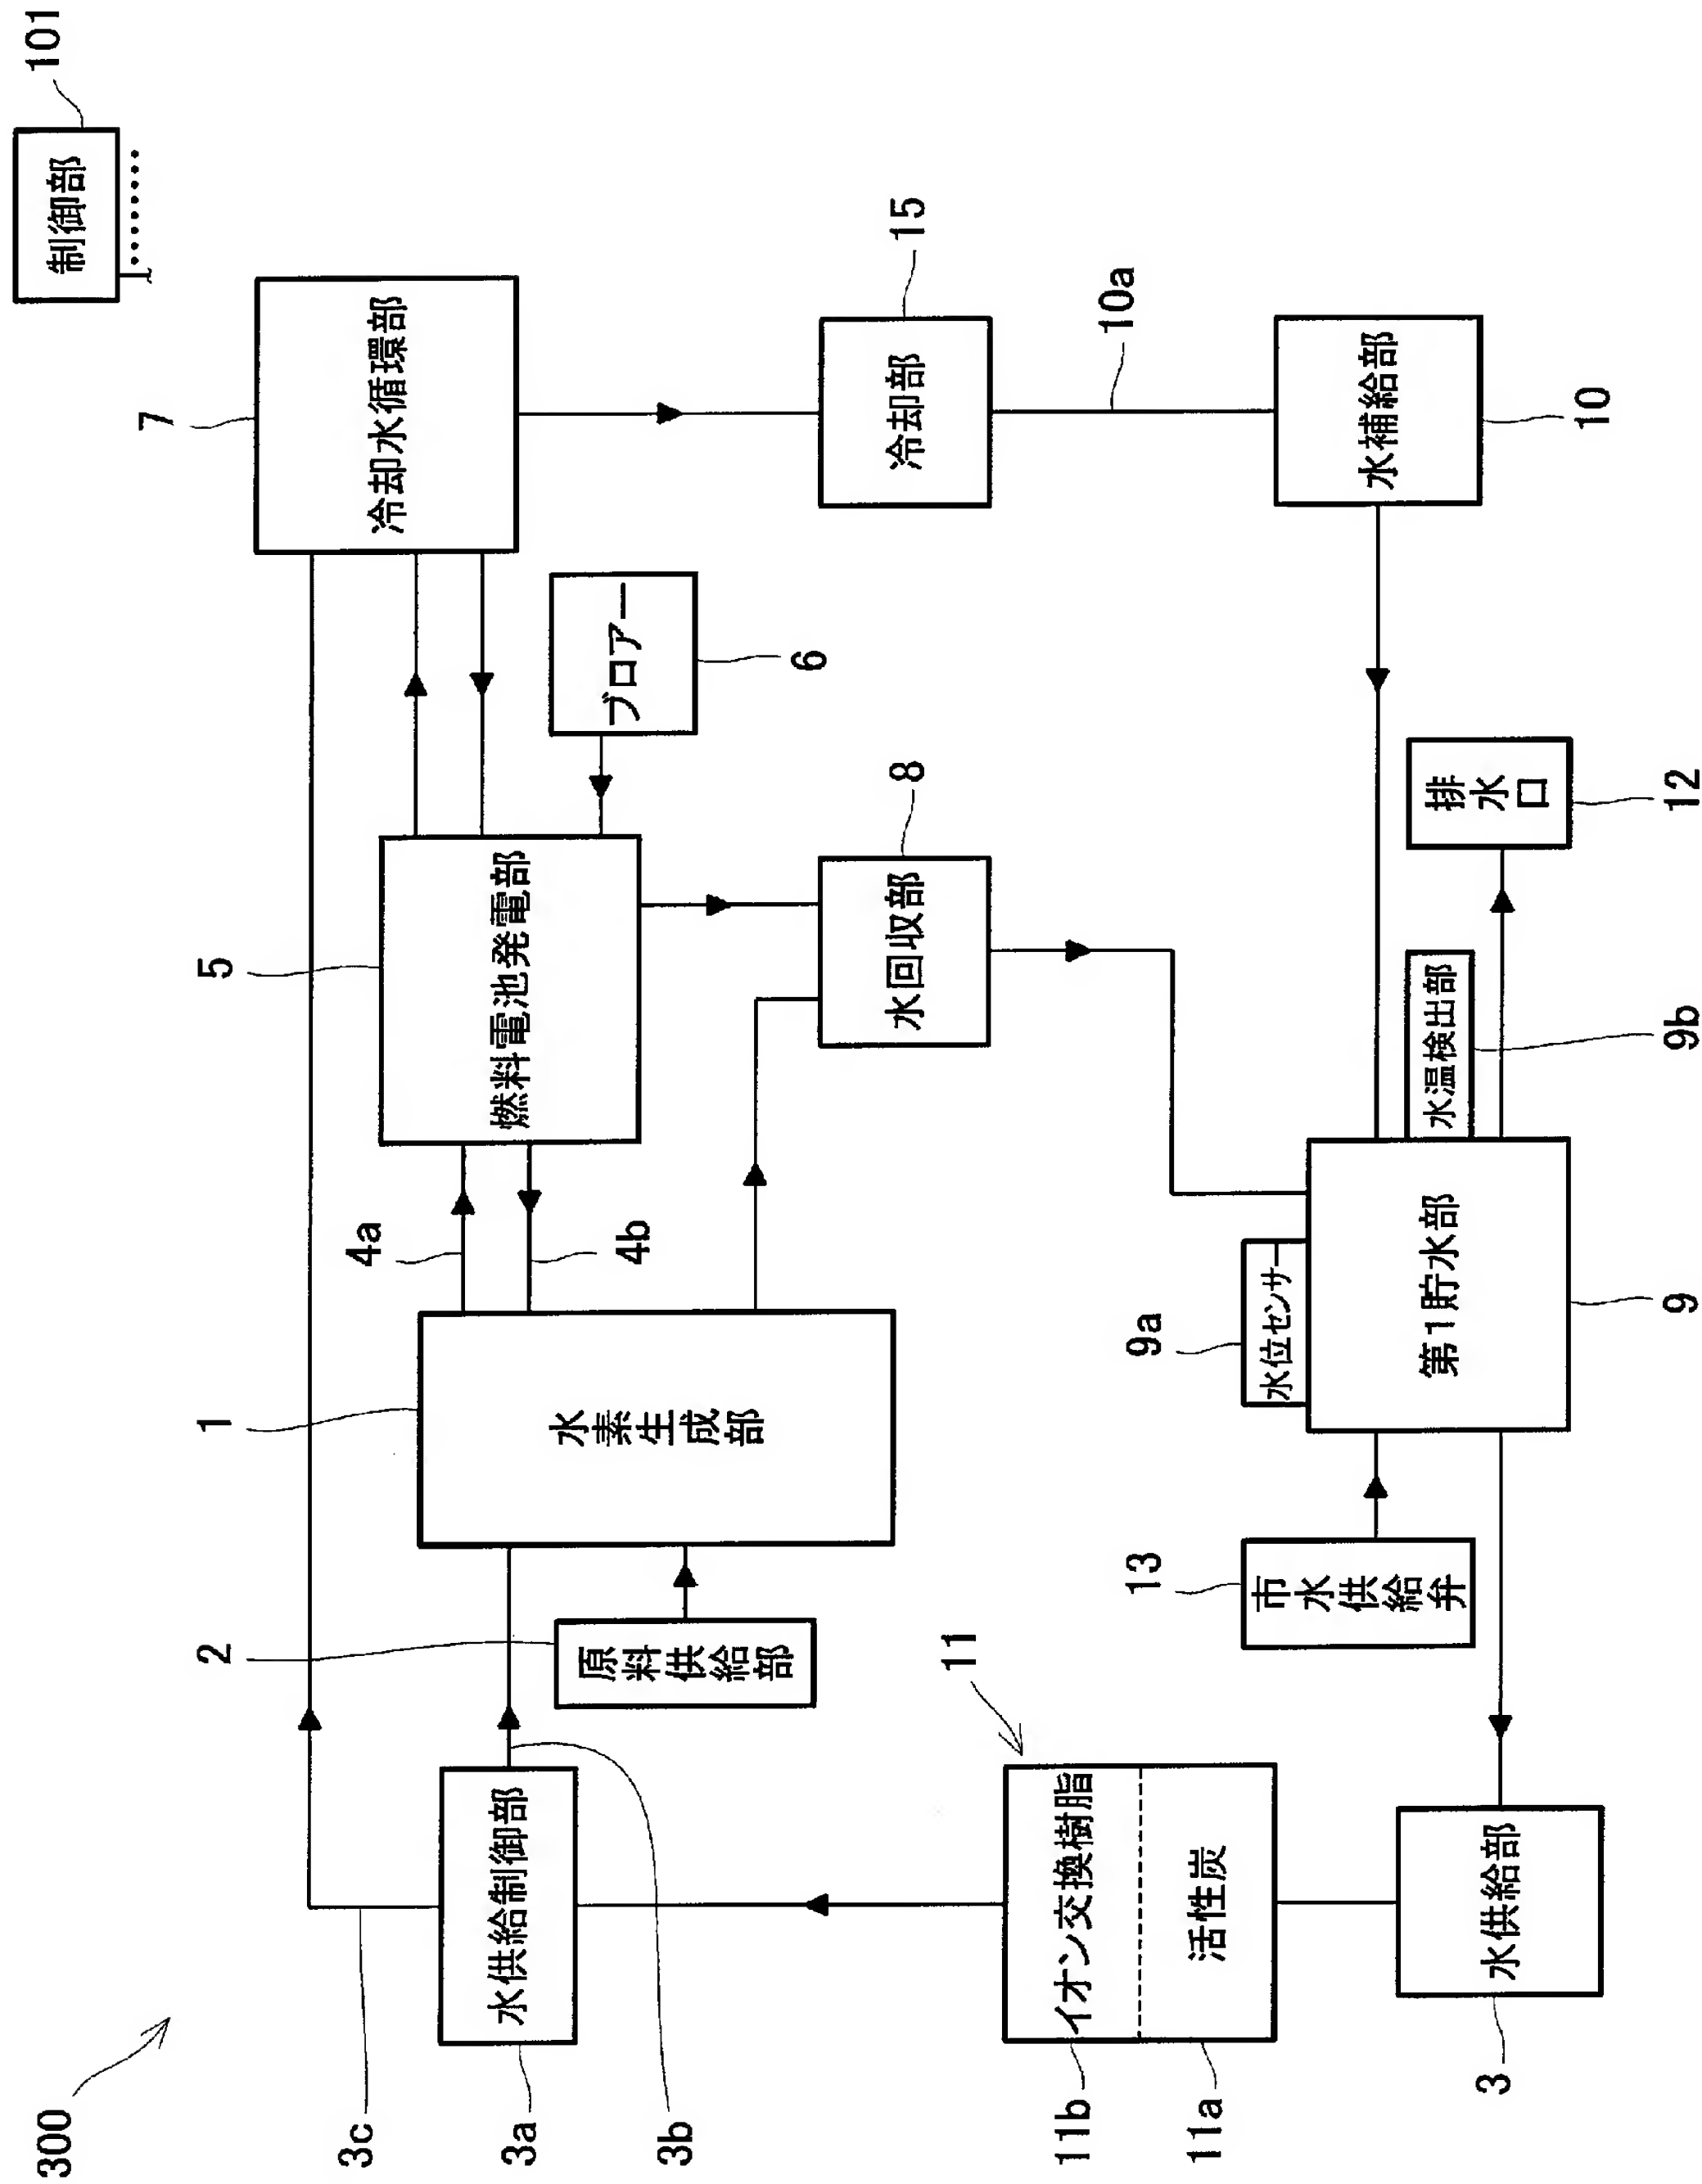 300
101
制御部
3c
3a
水供給制御部
3b
2
原料供給部
1
水素生成部
4a
4b
5
燃料電池発電部
ブロアー
6
7
冷却水循環部
11
11b
イオン交換樹脂
11a
活性炭
水回収部
8
冷却部
15
10a
3
水供給部
13
市水供給弁
9a
水位センサー
第1貯水部
9
水温検出部
9b
排水口
12
水補給部
10